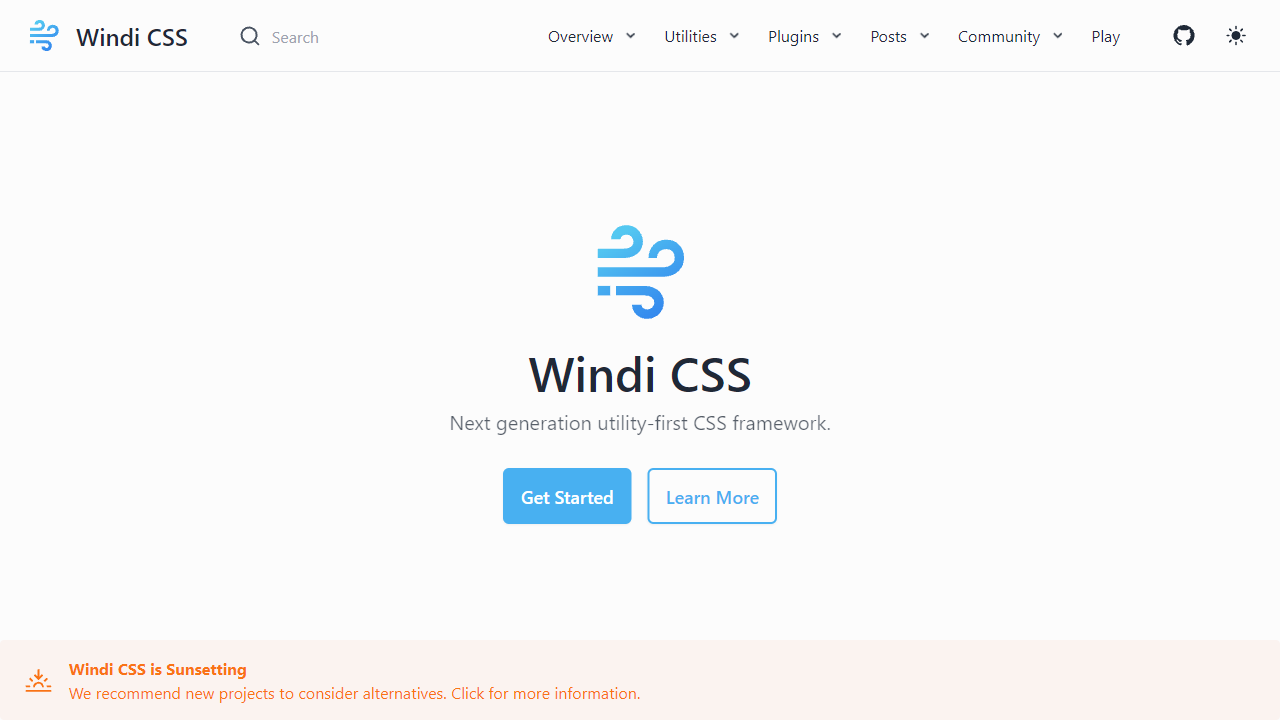 Windi CSS
Search
Overview
Utilities
Plugins
Posts
Community
Play
Windi CSS
Next generation utility-first CSS framework.
Get Started
Learn More
Windi CSS is Sunsetting
We recommend new projects to consider alternatives. Click for more information.